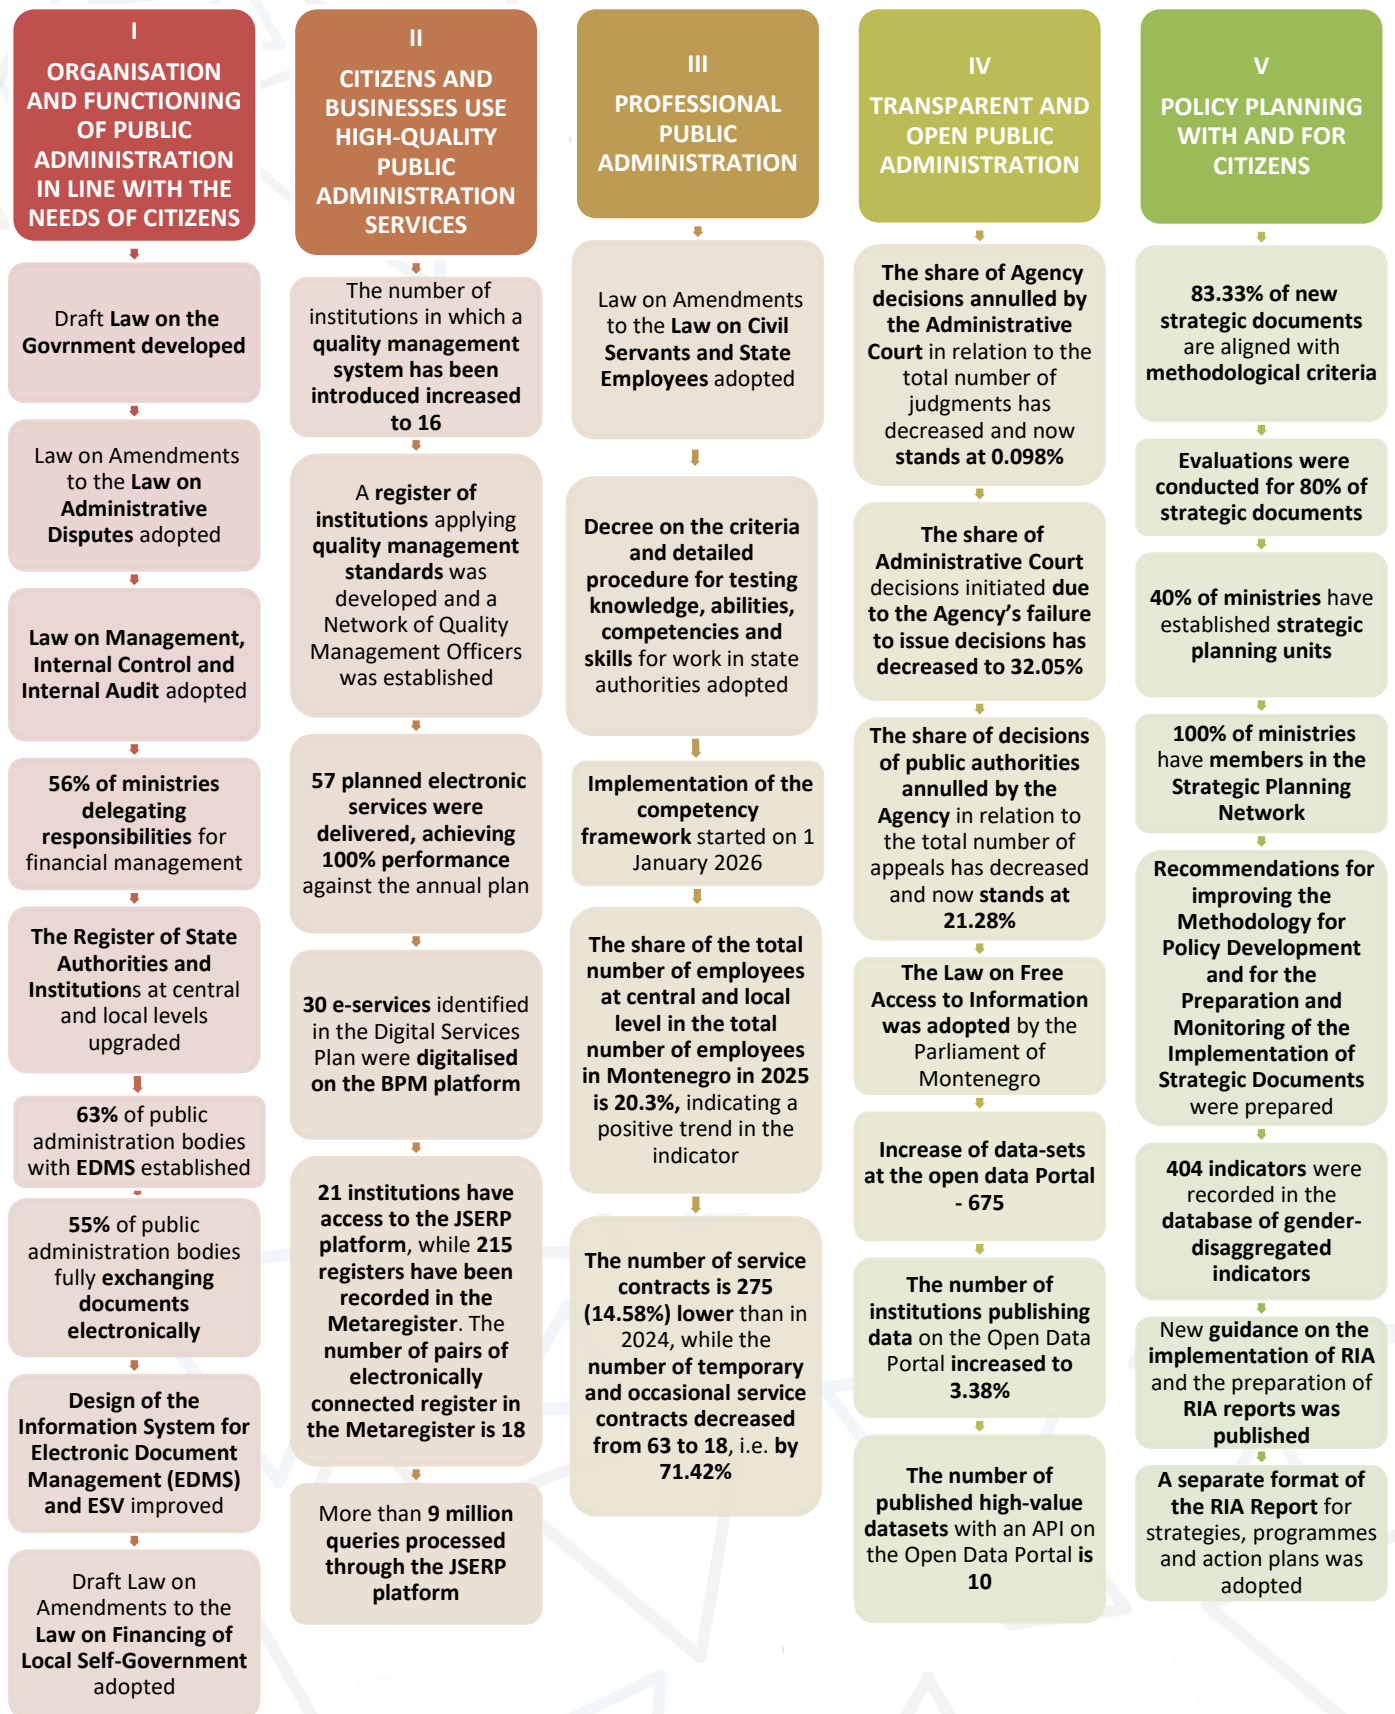 I
ORGANISATION
AND FUNCTIONING
OF PUBLIC
ADMINISTRATION
IN LINE WITH THE
NEEDS OF CITIZENS
Draft Law on the
Govrnment developed
Law on Amendments
to the Law on
Administrative
Disputes adopted
Law on Management,
Internal Control and
Internal Audit adopted
56% of ministries
delegating
responsibilities for
financial management
The Register of State
Authorities and
Institutions at central
and local levels
upgraded
63% of public
administration bodies
with EDMS established
55% of public
administration bodies
fully exchanging
documents
electronically
Design of the
Information System for
Electronic Document
Management (EDMS)
and ESV improved
Draft Law on
Amendments to the
Law on Financing of
Local Self-Government
adopted
II
CITIZENS AND
BUSINESSES USE
HIGH-QUALITY
PUBLIC
ADMINISTRATION
SERVICES
The number of
institutions in which a
quality management
system has been
introduced increased
to 16
A register of
institutions applying
quality management
standards was
developed and a
Network of Quality
Management Officers
was established
57 planned electronic
services were
delivered, achieving
100% performance
against the annual plan
30 e-services identified
in the Digital Services
Plan were digitalised
on the BPM platform
21 institutions have
access to the JSERP
platform, while 215
registers have been
recorded in the
Metaregister. The
number of pairs of
electronically
connected register in
the Metaregister is 18
More than 9 million
queries processed
through the JSERP
platform
III
PROFESSIONAL
PUBLIC
ADMINISTRATION
Law on Amendments
to the Law on Civil
Servants and State
Employees adopted
Decree on the criteria
and detailed
procedure for testing
knowledge, abilities,
competencies and
skills for work in state
authorities adopted
Implementation of the
competency
framework started on 1
January 2026
The share of the total
number of employees
at central and local
level in the total
number of employees
in Montenegro in 2025
is 20.3%, indicating a
positive trend in the
indicator
The number of service
contracts is 275
(14.58%) lower than in
2024, while the
number of temporary
and occasional service
contracts decreased
from 63 to 18, i.e. by
71.42%
IV
TRANSPARENT AND
OPEN PUBLIC
ADMINISTRATION
The share of Agency
decisions annulled by
the Administrative
Court in relation to the
total number of
judgments has
decreased and now
stands at 0.098%
The share of
Administrative Court
decisions initiated due
to the Agency’s failure
to issue decisions has
decreased to 32.05%
The share of decisions
of public authorities
annulled by the
Agency in relation to
the total number of
appeals has decreased
and now stands at
21.28%
The Law on Free
Access to Information
was adopted by the
Parliament of
Montenegro
Increase of data-sets
at the open data Portal
- 675
The number of
institutions publishing
data on the Open Data
Portal increased to
3.38%
The number of
published high-value
datasets with an API on
the Open Data Portal is
10
V
POLICY PLANNING
WITH AND FOR
CITIZENS
83.33% of new
strategic documents
are aligned with
methodological criteria
Evaluations were
conducted for 80% of
strategic documents
40% of ministries have
established strategic
planning units
100% of ministries
have members in the
Strategic Planning
Network
Recommendations for
improving the
Methodology for
Policy Development
and for the
Preparation and
Monitoring of the
Implementation of
Strategic Documents
were prepared
404 indicators were
recorded in the
database of gender-
disaggregated
indicators
New guidance on the
implementation of RIA
and the preparation of
RIA reports was
published
A separate format of
the RIA Report for
strategies, programmes
and action plans was
adopted